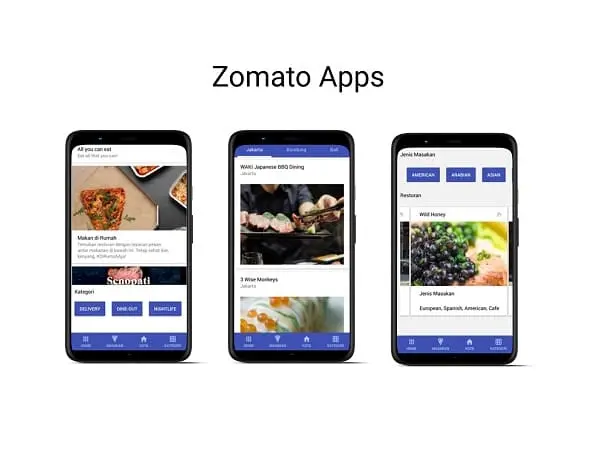 Zomato Apps
All you can eat
Eat all that you can!
Makan di Rumah
Temukan restoran dengan layanan pesan
antar makanan di bawah ini. Tetap sehat dan
kenyang, #DiRumahAja!
Senopati
Kategori
DELIVERY
DINE-OUT
NIGHTLIFE
HOME
MASAKAN
KOTA
KATEGORI
Jakarta
Bandung
Bali
WAKI Japanese BBQ Dining
Jakarta
3 Wise Monkeys
Jakarta
HOME
MASAKAN
KOTA
KATEGORI
Jenis Masakan
AMERICAN
ARABIAN
ASIAN
Restoran
Wild Honey
Jenis Masakan
European, Spanish, American, Cafe
HOME
MASAKAN
KOTA
KATEGORI